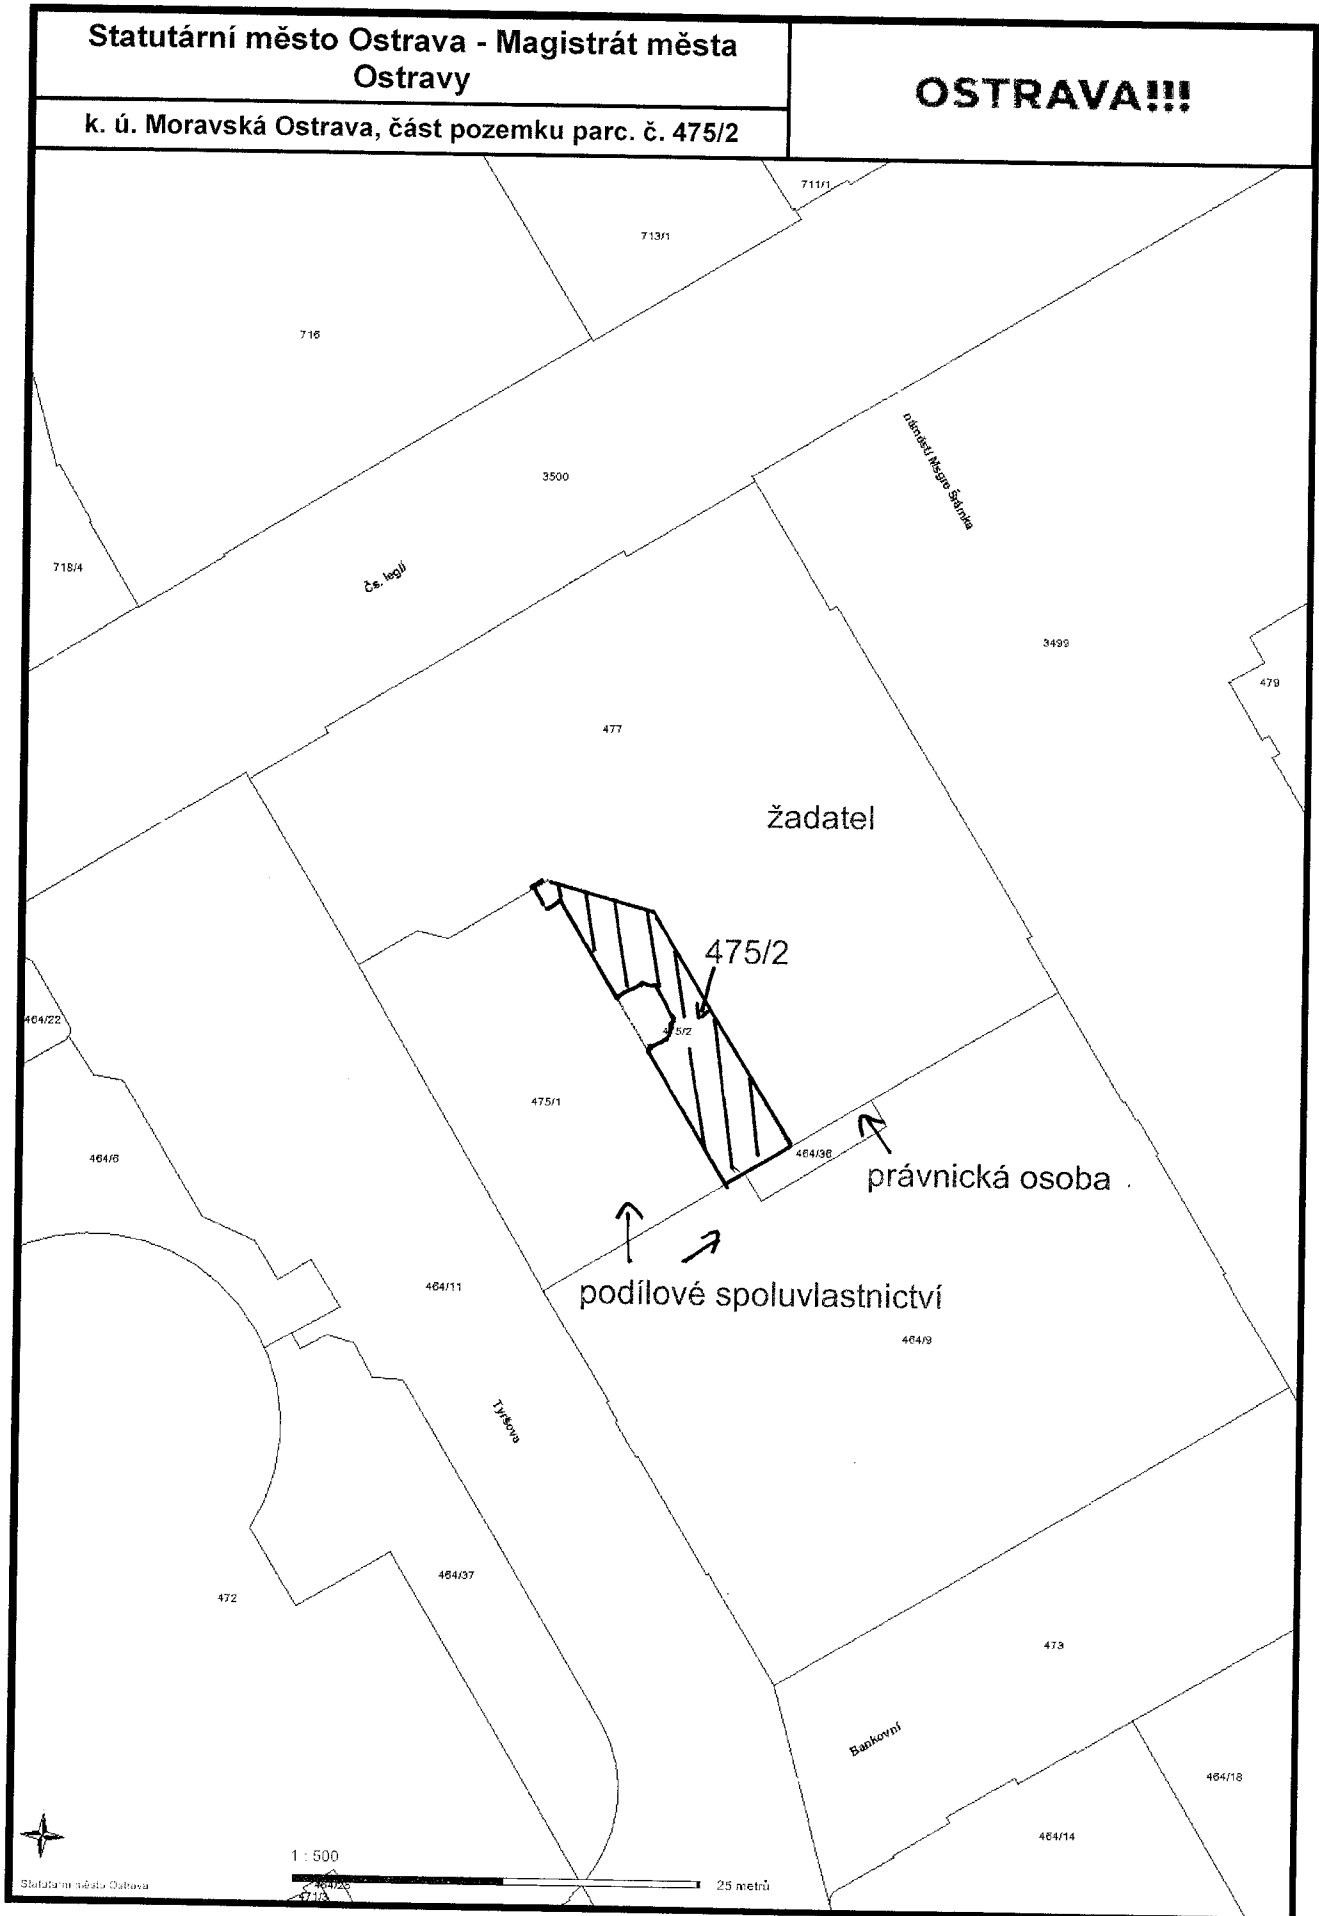 Statutární město Ostrava - Magistrát města
Ostravy
OSTRAVA!!!
k. ú. Moravská Ostrava, část pozemku parc. č. 475/2
711/1
713/1
716
náměstí Msgre Šrámka
3500
718/4
Čs. legií
3499
479
477
žadatel
475/2
464/22
475/2
475/1
464/6
464/36
právnická osoba
464/11
podílové spoluvlastnictví
464/9
Tyršova
464/37
472
473
Bankovní
464/18
464/14
1 : 500
25 metrů
Statutární město Ostrava
471/3